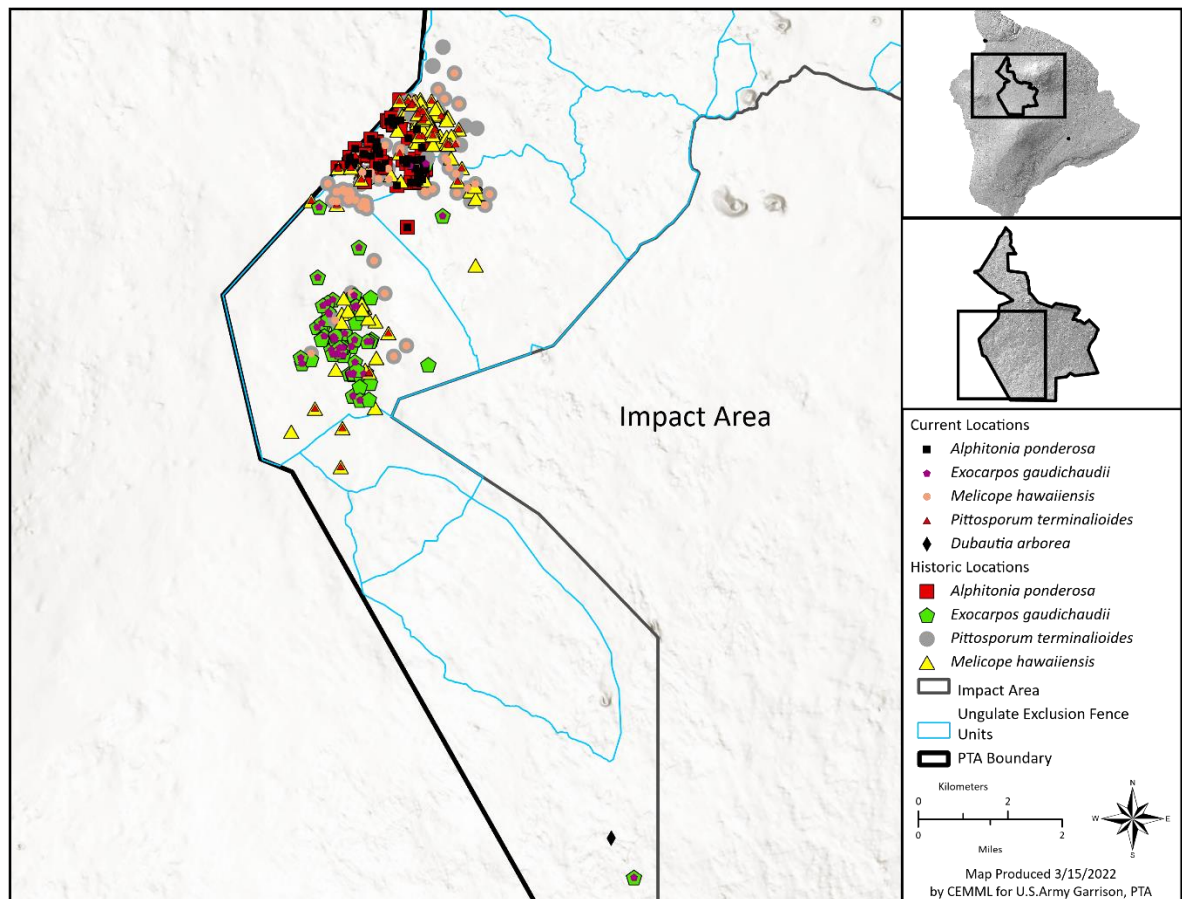 Impact Area
Current Locations
Alphitonia ponderosa
Exocarpos gaudichaudii
Melicope hawaiiensis
Pittosporum terminalioides
Dubautia arborea
Historic Locations
Alphitonia ponderosa
Exocarpos gaudichaudii
Pittosporum terminalioides
Melicope hawaiiensis
Impact Area
Ungulate Exclusion Fence
Units
PTA Boundary
Kilometers
0 2
0 2
Miles
N
W E
S
Map Produced 3/15/2022
by CEMML for U.S.Army Garrison, PTA